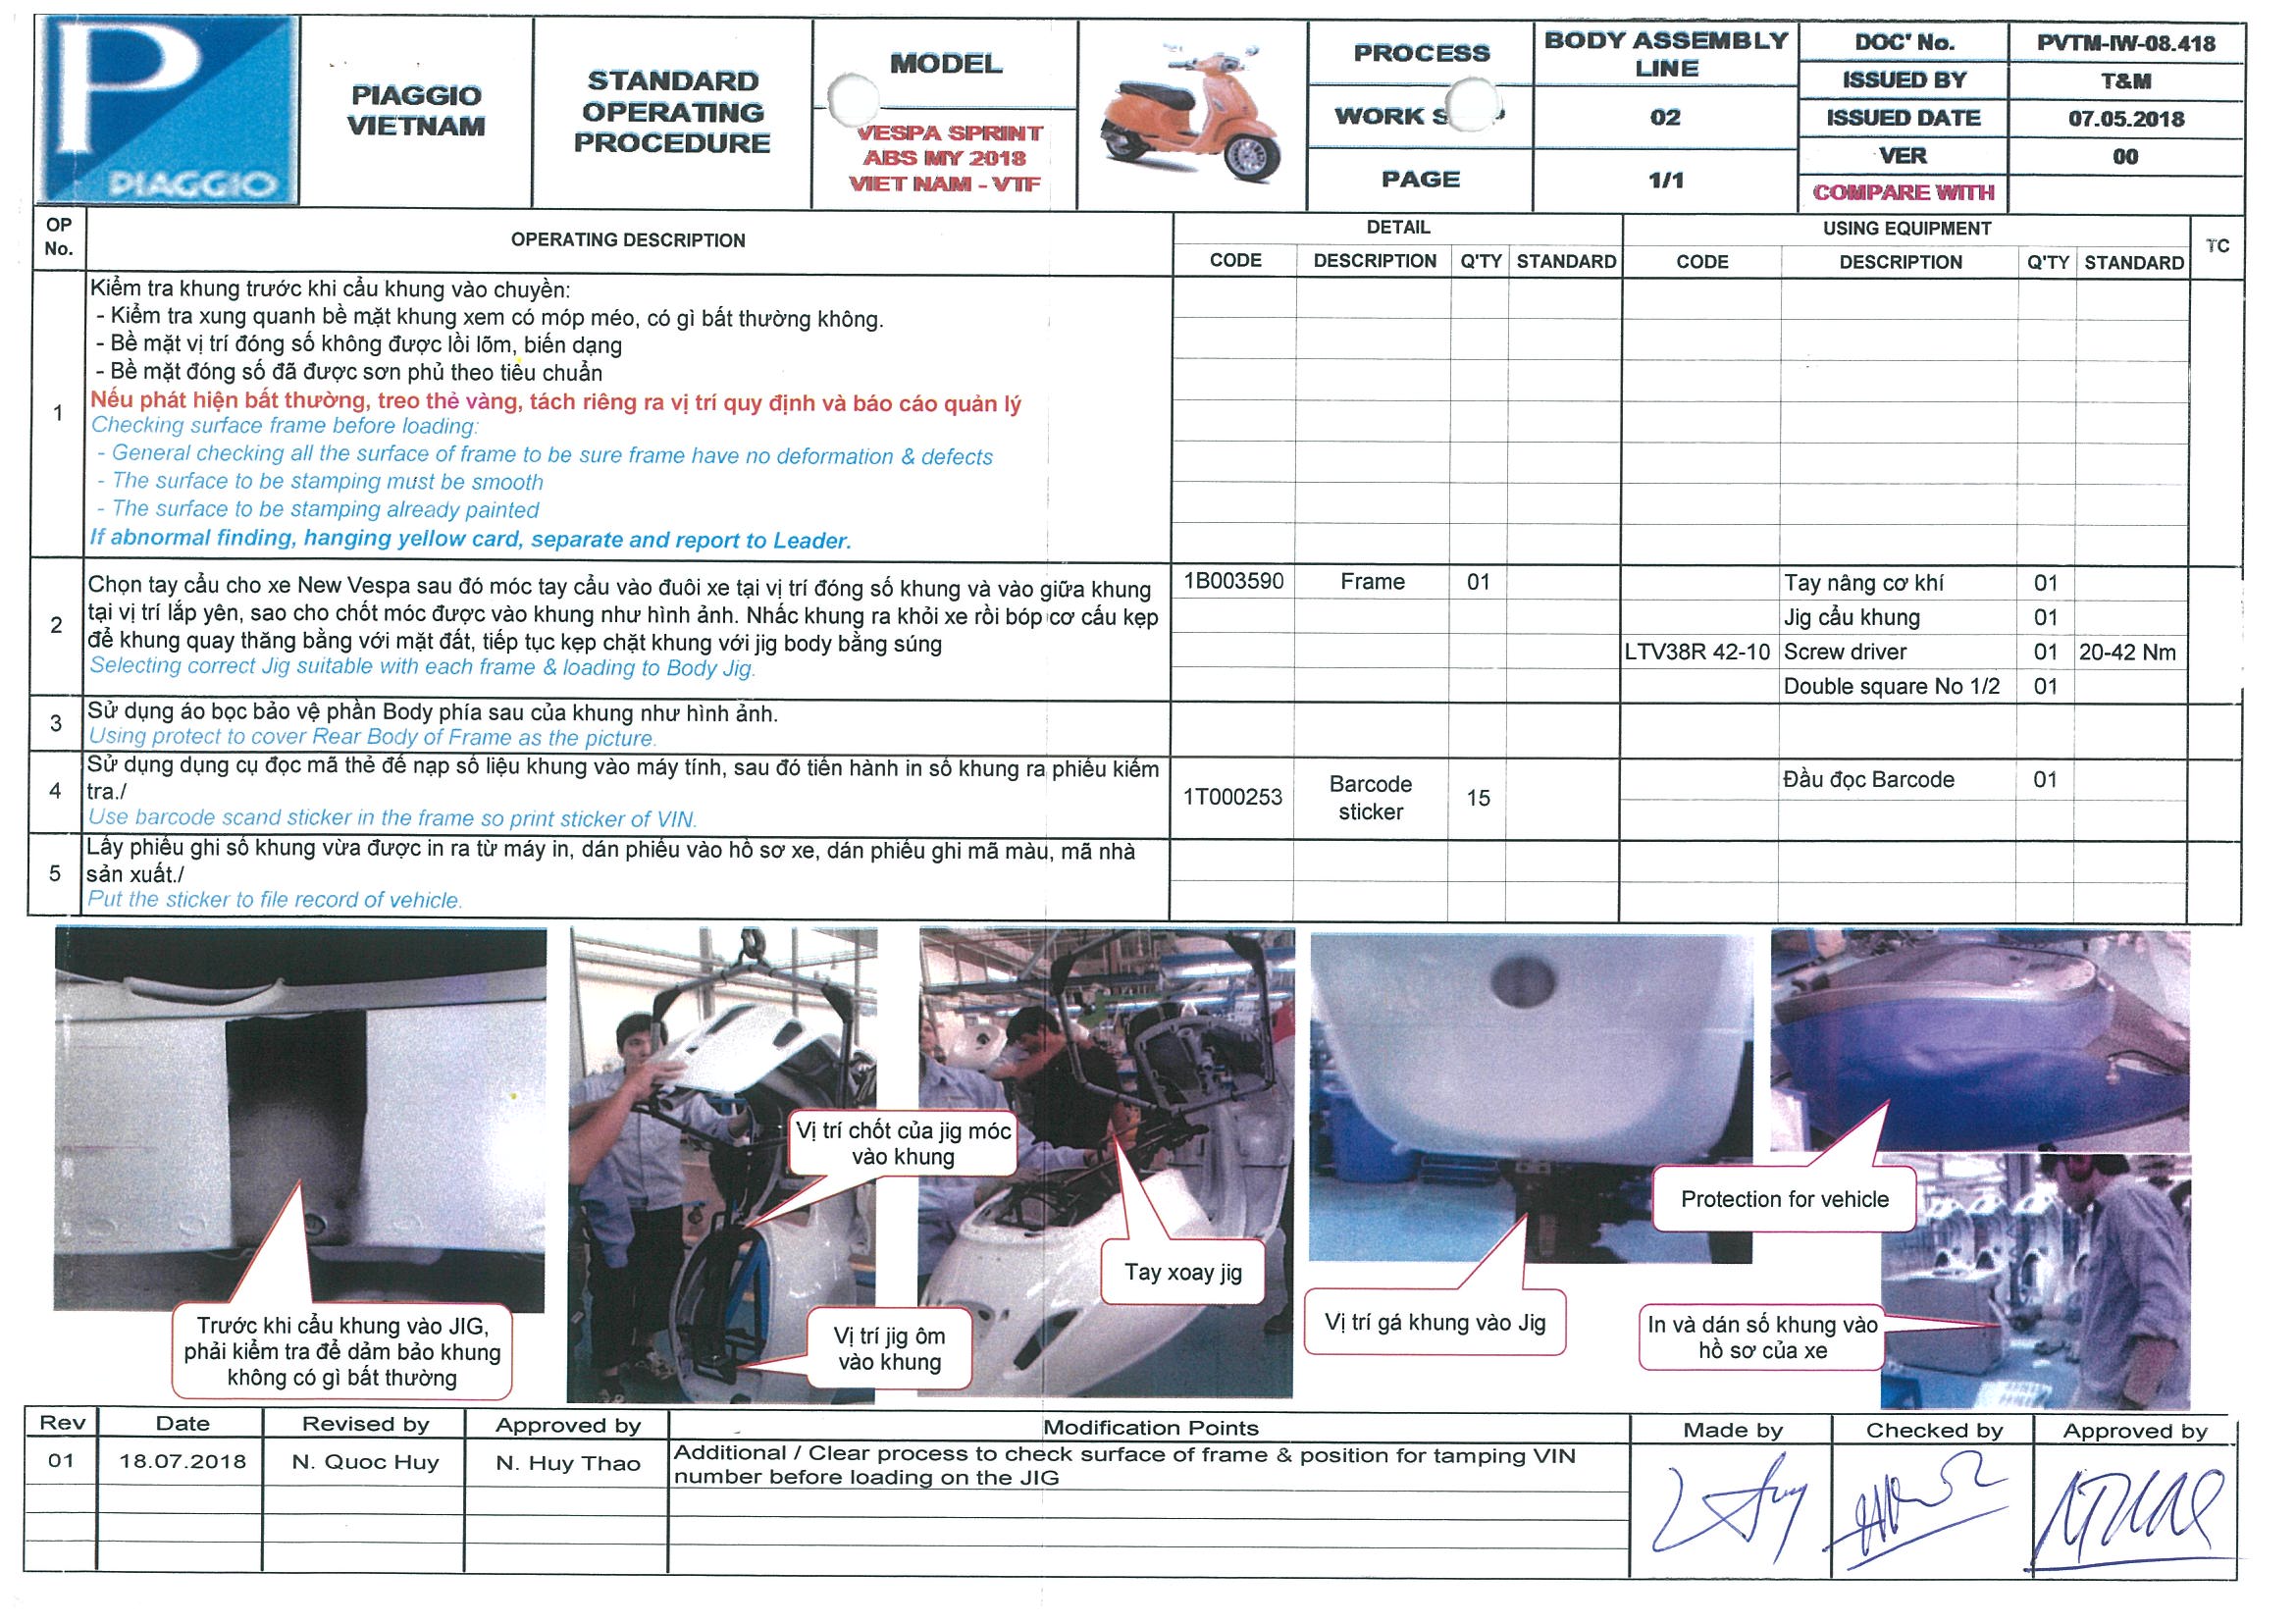 P
PIAGGIO
PIAGGIO
VIETNAM
STANDARD
OPERATING
PROCEDURE
MODEL
VESPA SPRINT
ABS MY 2018
VIET NAM - VTF
PROCESS
BODY ASSEMBLY
LINE
WORK
02
PAGE
1/1
DOC' No.
PVTM-IW-08.418
ISSUED BY
T&M
ISSUED DATE
07.05.2018
VER
00
COMPARE WITH
OP
No.
OPERATING DESCRIPTION
DETAIL
USING EQUIPMENT
TC
CODE DESCRIPTION Q'TY STANDARD CODE DESCRIPTION Q'TY STANDARD
1
Kiểm tra khung trước khi cẩu khung vào chuyền:
- Kiểm tra xung quanh bề mặt khung xem có móp méo, có gì bất thường không.
- Bề mặt vị trí đóng số không được lồi lõm, biến dạng
- Bề mặt đóng số đã được sơn phủ theo tiêu chuẩn
Nếu phát hiện bất thường, treo thẻ vàng, tách riêng ra vị trí quy định và báo cáo quản lý
Checking surface frame before loading:
- General checking all the surface of frame to be sure frame have no deformation & defects
- The surface to be stamping must be smooth
- The surface to be stamping already painted
If abnormal finding, hanging yellow card, separate and report to Leader.
2
Chọn tay cẩu cho xe New Vespa sau đó móc tay cẩu vào đuôi xe tại vị trí đóng số khung và vào giữa khung
tại vị trí lắp yên, sao cho chốt móc được vào khung như hình ảnh. Nhấc khung ra khỏi xe rồi bóp cơ cấu kẹp
để khung quay thăng bằng với mặt đất, tiếp tục kẹp chặt khung với jig body bằng súng
Selecting correct Jig suitable with each frame & loading to Body Jig.
1B003590 Frame 01
Tay nâng cơ khí 01
Jig cẩu khung 01
LTV38R 42-10 Screw driver 01 20-42 Nm
Double square No 1/2 01
3
Sử dụng áo bọc bảo vệ phần Body phía sau của khung như hình ảnh.
Using protect to cover Rear Body of Frame as the picture.
4
Sử dụng dụng cụ đọc mã thẻ để nạp số liệu khung vào máy tính, sau đó tiến hành in số khung ra phiếu kiểm
tra./
Use barcode scand sticker in the frame so print sticker of VIN.
1T000253
Barcode
sticker
15
Đầu đọc Barcode 01
5
Lấy phiếu ghi số khung vừa được in ra từ máy in, dán phiếu vào hồ sơ xe, dán phiếu ghi mã màu, mã nhà
sản xuất./
Put the sticker to file record of vehicle.
Trước khi cẩu khung vào JIG,
phải kiểm tra để dảm bảo khung
không có gì bất thường
Vị trí chốt của jig móc
vào khung
Vị trí jig ôm
vào khung
Tay xoay jig
Vị trí gá khung vào Jig
Protection for vehicle
In và dán số khung vào
hồ sơ của xe
Rev Date Revised by Approved by Modification Points Made by Checked by Approved by
01 18.07.2018 N. Quoc Huy N. Huy Thao
Additional / Clear process to check surface of frame & position for tamping VIN
number before loading on the JIG